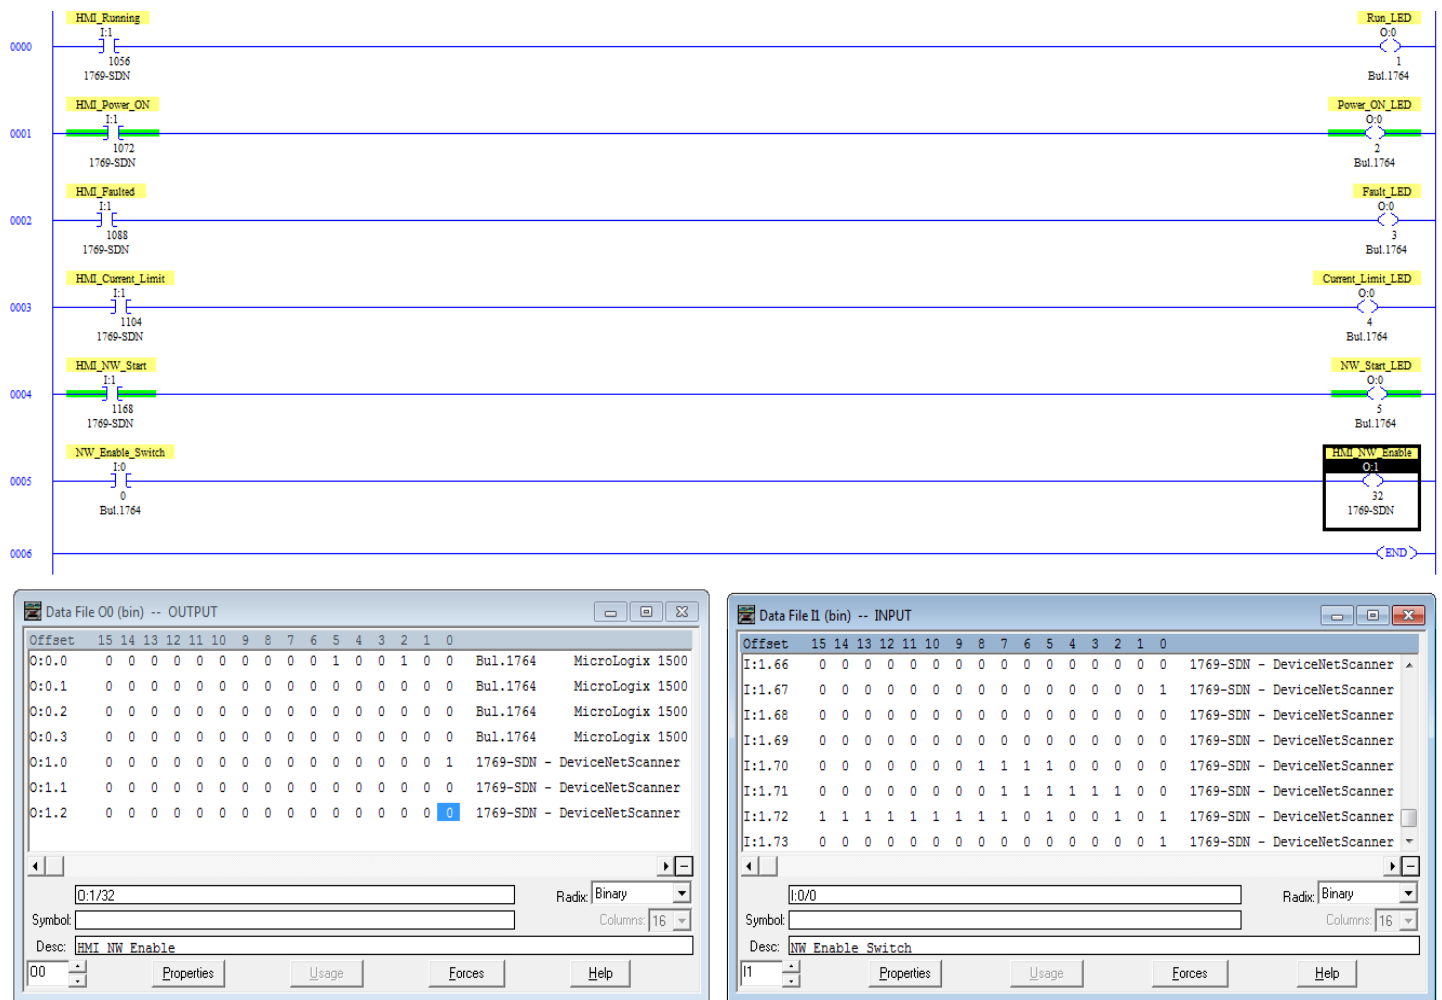 HMI_Running Run_LED
I:1 O:0
0000
1056 1
1769-SDN Bul.1764
HMI_Power_ON Power_ON_LED
I:1 O:0
0001
1072 2
1769-SDN Bul.1764
HMI_Faulted Fault_LED
I:1 O:0
0002
1088 3
1769-SDN Bul.1764
HMI_Current_Limit Current_Limit_LED
I:1 O:0
0003
1104 4
1769-SDN Bul.1764
HMI_NW_Start NW_Start_LED
I:1 O:0
0004
1168 5
1769-SDN Bul.1764
NW_Enable_Switch HMI_NW_Enable
I:0 O:1
0005
0 32
Bul.1764 1769-SDN
0006 END
Data File O0 (bin) -- OUTPUT
Offset 15 14 13 12 11 10 9 8 7 6 5 4 3 2 1 0
O:0.0 0 0 0 0 0 0 0 0 0 0 1 0 0 1 0 0 Bul.1764 MicroLogix 1500
O:0.1 0 0 0 0 0 0 0 0 0 0 0 0 0 0 0 0 Bul.1764 MicroLogix 1500
O:0.2 0 0 0 0 0 0 0 0 0 0 0 0 0 0 0 0 Bul.1764 MicroLogix 1500
O:0.3 0 0 0 0 0 0 0 0 0 0 0 0 0 0 0 0 Bul.1764 MicroLogix 1500
O:1.0 0 0 0 0 0 0 0 0 0 0 0 0 0 0 0 1 1769-SDN - DeviceNetScanner
O:1.1 0 0 0 0 0 0 0 0 0 0 0 0 0 0 0 0 1769-SDN - DeviceNetScanner
O:1.2 0 0 0 0 0 0 0 0 0 0 0 0 0 0 0 0 1769-SDN - DeviceNetScanner
O:1/32 Radix: Binary
Symbol: Columns: 16
Desc: HMI NW Enable
O0 Properties Usage Forces Help
Data File I1 (bin) -- INPUT
Offset 15 14 13 12 11 10 9 8 7 6 5 4 3 2 1 0
I:1.66 0 0 0 0 0 0 0 0 0 0 0 0 0 0 0 0 1769-SDN - DeviceNetScanner
I:1.67 0 0 0 0 0 0 0 0 0 0 0 0 0 0 0 1 1769-SDN - DeviceNetScanner
I:1.68 0 0 0 0 0 0 0 0 0 0 0 0 0 0 0 0 1769-SDN - DeviceNetScanner
I:1.69 0 0 0 0 0 0 0 0 0 0 0 0 0 0 0 0 1769-SDN - DeviceNetScanner
I:1.70 0 0 0 0 0 0 0 1 1 1 1 0 0 0 0 0 1769-SDN - DeviceNetScanner
I:1.71 0 0 0 0 0 0 0 0 1 1 1 1 1 1 0 0 1769-SDN - DeviceNetScanner
I:1.72 1 1 1 1 1 1 1 1 1 0 1 0 0 1 0 1 1769-SDN - DeviceNetScanner
I:1.73 0 0 0 0 0 0 0 0 0 0 0 0 0 0 0 1 1769-SDN - DeviceNetScanner
I:0/0 Radix: Binary
Symbol: Columns: 16
Desc: NW Enable Switch
I1 Properties Usage Forces Help